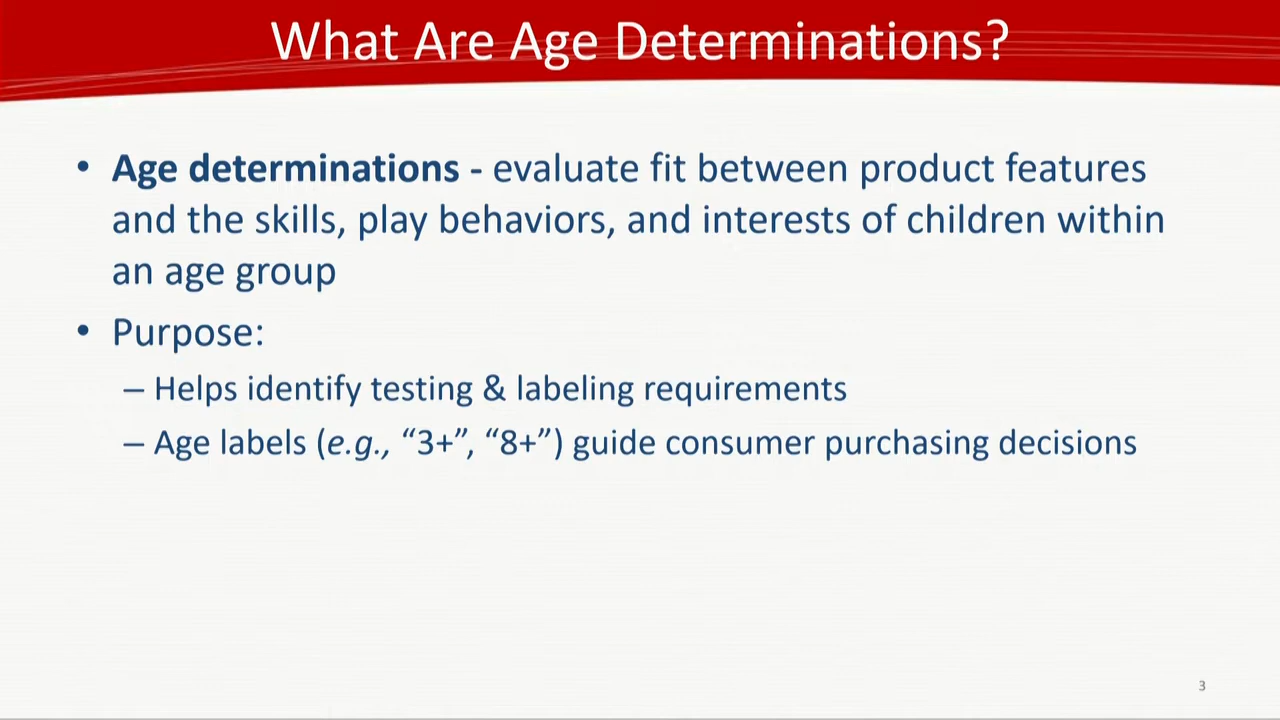 What Are Age Determinations?
• Age determinations - evaluate fit between product features
and the skills, play behaviors, and interests of children within
an age group
• Purpose:
– Helps identify testing & labeling requirements
– Age labels (e.g., “3+”, “8+”) guide consumer purchasing decisions
3